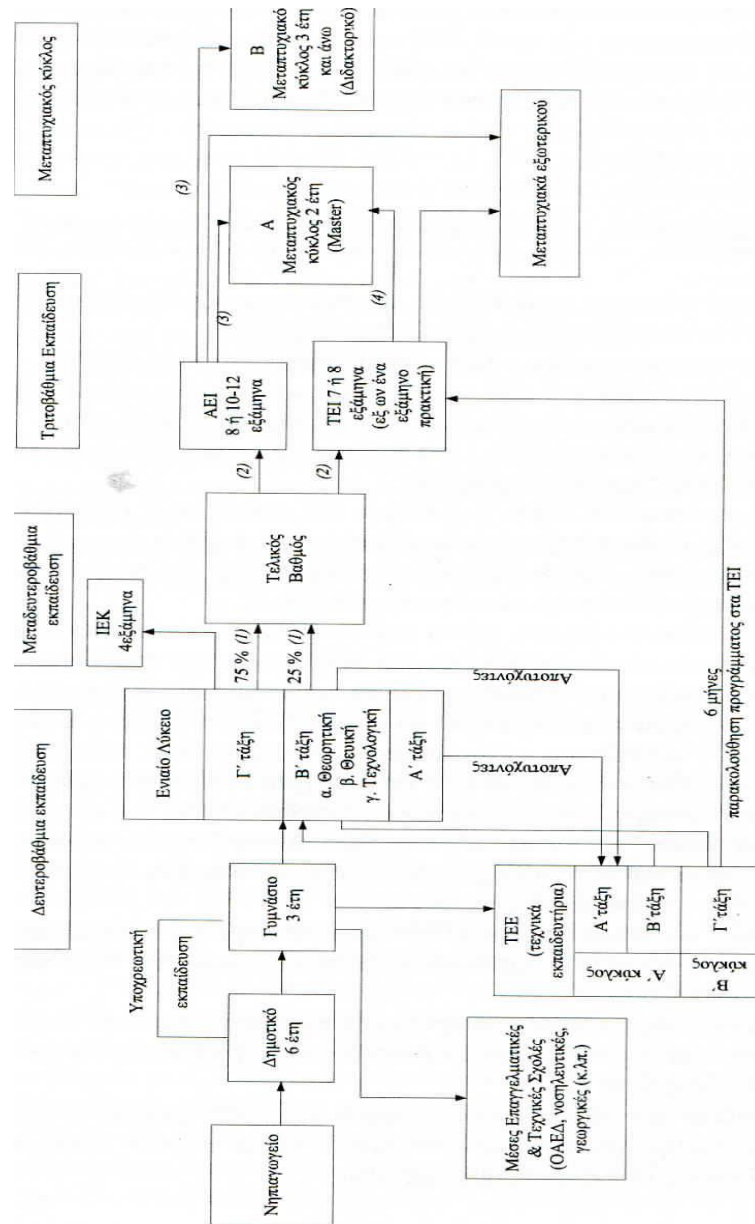 Δευτεροβάθμια εκπαίδευση
Μεταδευτεροβάθμια
εκπαίδευση
Τριτοβάθμια Εκπαίδευση
Μεταπτυχιακός κύκλος
Νηπιαγωγείο
Υποχρεωτική
εκπαίδευση
Δημοτικό
6 έτη
Γυμνάσιο
3 έτη
Μέσες Επαγγελματικές
& Τεχνικές Σχολές
(ΟΑΕΔ, νοσηλευτικές,
γεωργικές (κ.λπ.)
ΤΕΕ
(τεχνικά
εκπαιδευτήρια)
Α΄ κύκλος
Α΄τάξη
Β΄τάξη
Β΄
κύκλος
Γ΄τάξη
Ενιαίο Λύκειο
Γ΄ τάξη
Β΄ τάξη
α. Θεωρητική
β. Θετική
γ. Τεχνολογική
Α΄ τάξη
Αποτυχόντες
Αποτυχόντες
ΙΕΚ
4εξάμηνα
75 % (1)
25 % (1)
Τελικός
Βαθμός
(2)
(2)
ΑΕΙ
8 ή 10-12
εξάμηνα
ΤΕΙ 7 ή 8
εξάμηνα
(εξ ων ένα
εξάμηνο
πρακτική)
6 μήνες
παρακολούθηση προγράμματος στα ΤΕΙ
(3)
(3)
(4)
Α
Μεταπτυχιακός
κύκλος 2 έτη
(Master)
Β
Μεταπτυχιακός
κύκλος 3 έτη
και άνω
(Διδακτορικό)
Μεταπτυχιακά εξωτερικού